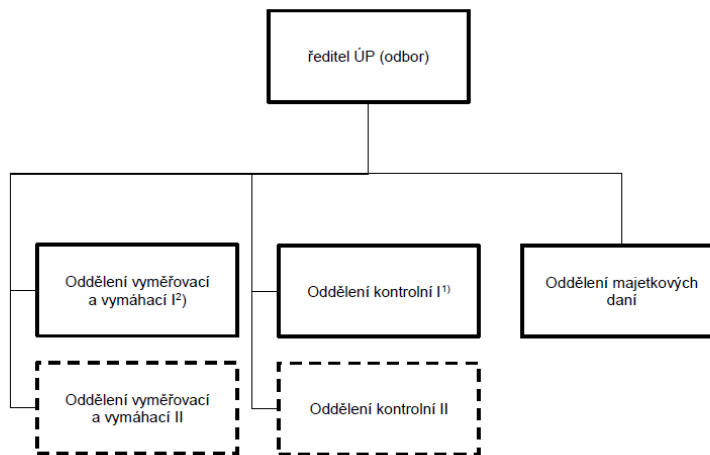 ředitel ÚP (odbor)
Oddělení vyměřovací
a vymáhací I²)
Oddělení kontrolní I¹⁾
Oddělení majetkových
daní
Oddělení vyměřovací
a vymáhací II
Oddělení kontrolní II